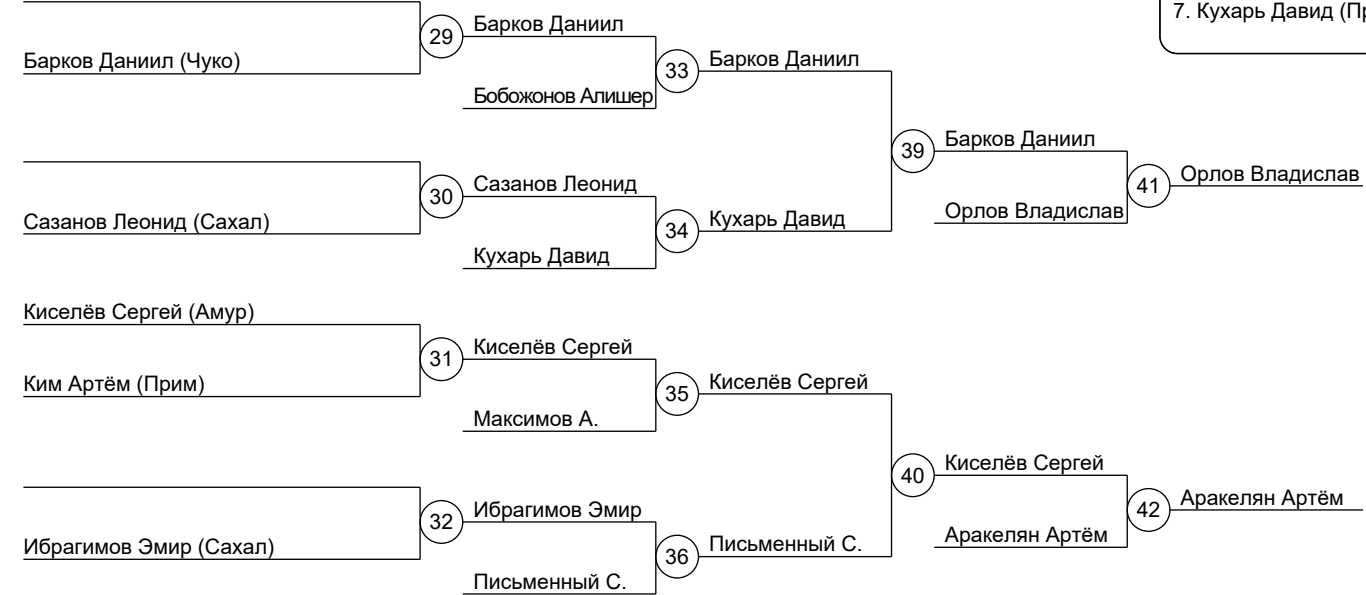 7. Кухарь Давид (Пр
Барков Даниил
29
Барков Даниил (Чуко)
Барков Даниил
33
Бобожонов Алишер
Барков Даниил
39
Орлов Владислав
41
Орлов Владислав
Сазанов Леонид
30
Сазанов Леонид (Сахал)
Кухарь Давид
34
Кухарь Давид
Киселёв Сергей (Амур)
Киселёв Сергей
31
Ким Артём (Прим)
Киселёв Сергей
35
Максимов А.
Киселёв Сергей
40
Аракелян Артём
42
Аракелян Артём
Ибрагимов Эмир
32
Ибрагимов Эмир (Сахал)
Письменный С.
36
Письменный С.